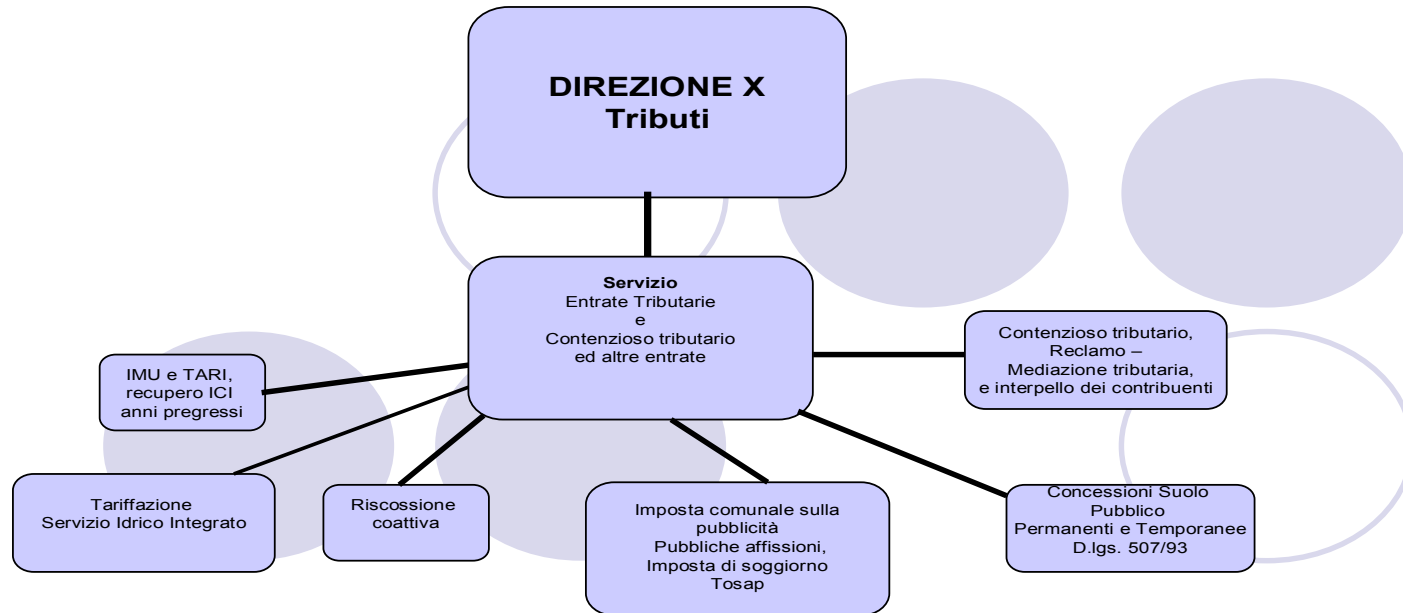 DIREZIONE X
Tributi
Servizio
Entrate Tributarie
e
Contenzioso tributario
ed altre entrate
Contenzioso tributario,
Reclamo –
Mediazione tributaria,
e interpello dei contribuenti
IMU e TARI,
recupero ICI
anni pregressi
Tariffazione
Servizio Idrico Integrato
Riscossione
coattiva
Imposta comunale sulla
pubblicità
Pubbliche affissioni,
Imposta di soggiorno
Tosap
Concessioni Suolo
Pubblico
Permanenti e Temporanee
D.lgs. 507/93